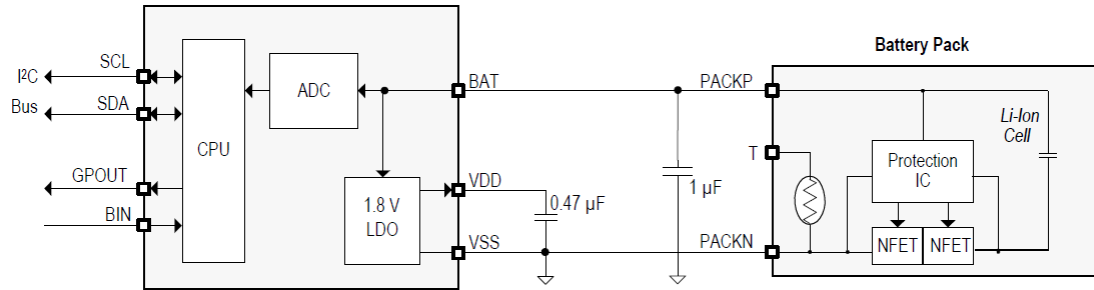 Battery Pack
SCL
I²C
Bus
SDA
GPOUT
BIN
CPU
ADC
1.8 V
LDO
BAT
VDD
VSS
0.47 µF
1 µF
PACKP
T
PACKN
Li-Ion
Cell
Protection
IC
NFET NFET